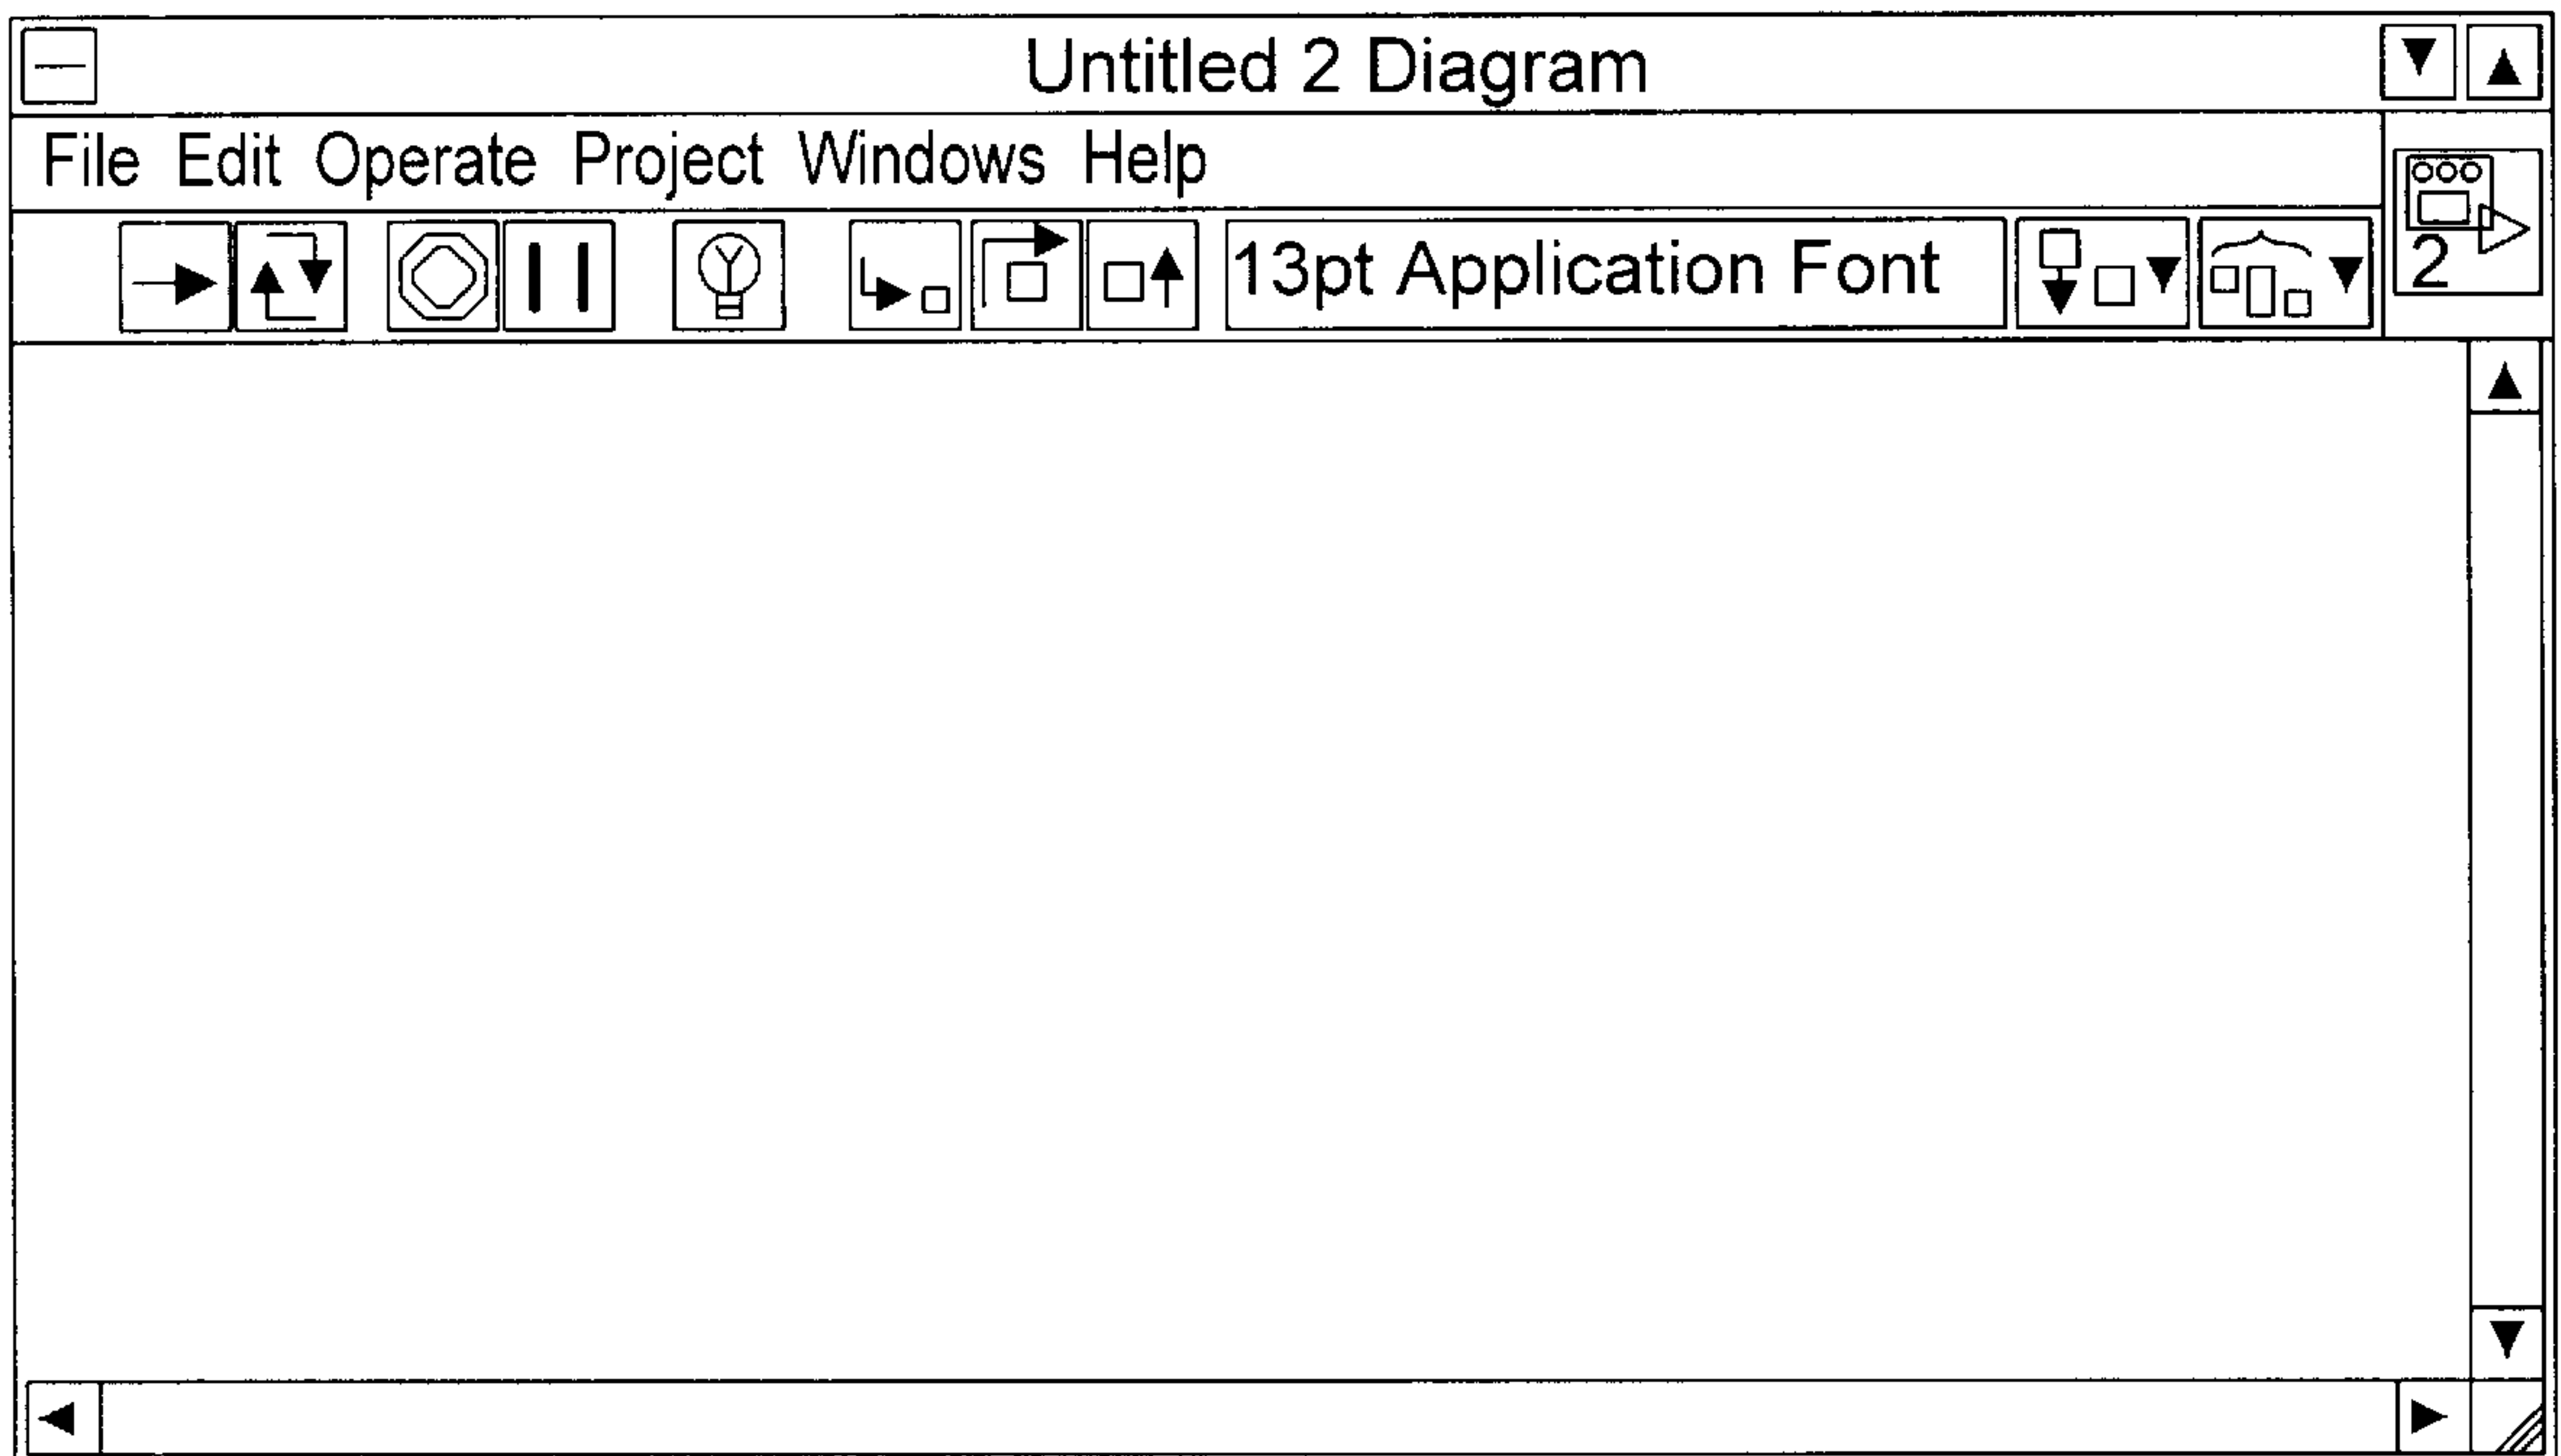 Untitled 2 Diagram
File Edit Operate Project Windows Help
13pt Application Font
2